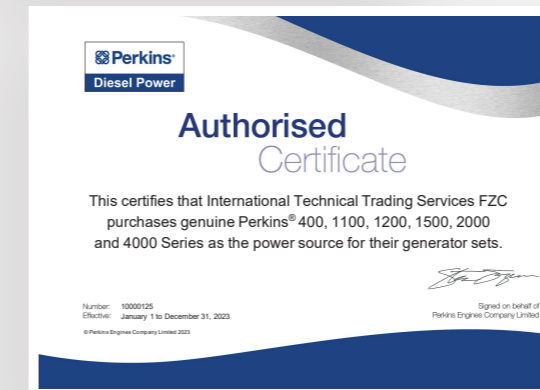 Perkins®
Diesel Power
Authorised
Certificate
This certifies that International Technical Trading Services FZC
purchases genuine Perkins® 400, 1100, 1200, 1500, 2000
and 4000 Series as the power source for their generator sets.
Number: 10000125
Effective: January 1 to December 31, 2023
© Perkins Engines Company Limited 2023
Signed on behalf of
Perkins Engines Company Limited